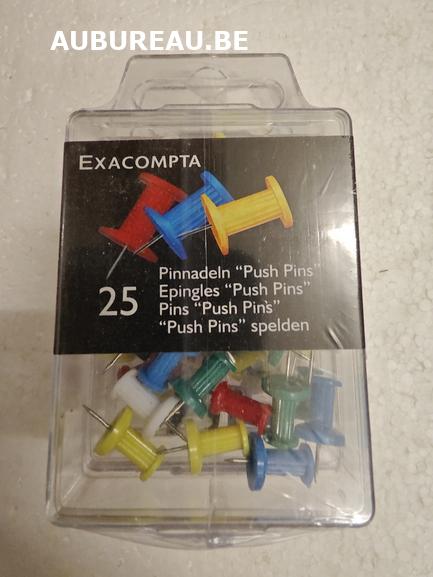 AUBUREAU.BE
EXACOMPTA
25
Pinnadeln "Push Pins"
Epingles "Push Pins"
Pins "Push Pins"
"Push Pins" spelden